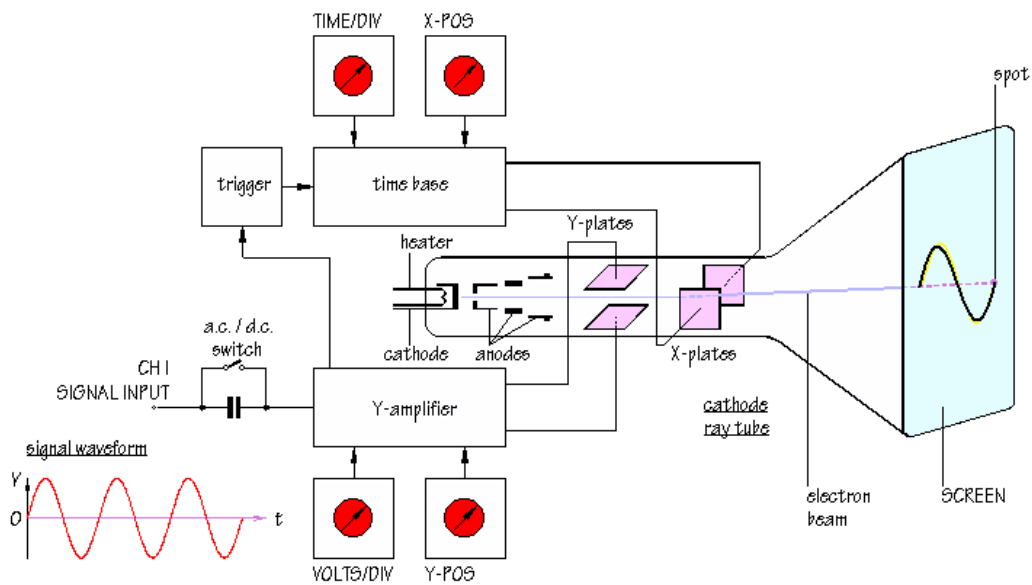 TIME/DIV
X-POS
spot
trigger
time base
Y-plates
heater
a.c. / d.c.
switch
cathode
anodes
X-plates
CH I
SIGNAL INPUT
Y-amplifier
cathode
ray tube
signal waveform
V
0
t
electron
beam
SCREEN
VOLTS/DIV
Y-POS